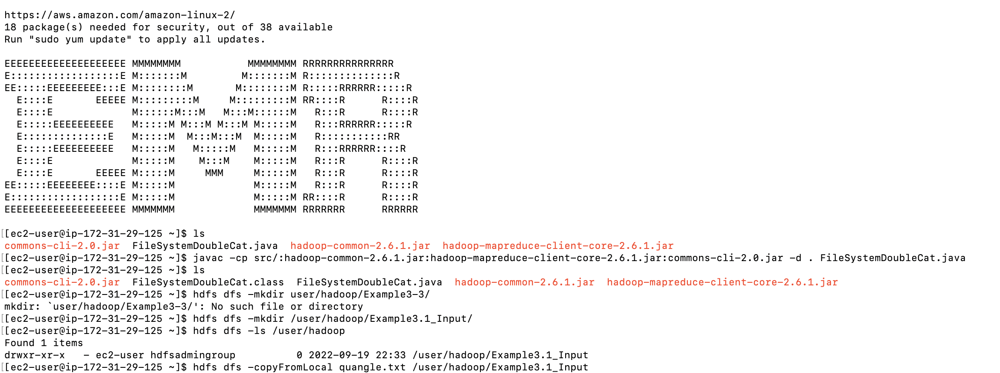 https://aws.amazon.com/amazon-linux-2/
18 package(s) needed for security, out of 38 available
Run "sudo yum update" to apply all updates.

EEEEEEEEEEEEEEEEEEEE MMMMMMMM           MMMMMMMM RRRRRRRRRRRRRRR
E::::::::::::::::::E M:::::::M         M:::::::M R::::::::::::::R
EE:::::EEEEEEEEE:::E M::::::::M       M::::::::M R:::::RRRRRR:::::R
  E::::E       EEEEE M:::::::::M     M:::::::::M RR::::R      R::::R
  E::::E             M::::::M:::M   M:::M::::::M   R:::R      R::::R
  E:::::EEEEEEEEEE   M:::::M M:::M M:::M M:::::M   R:::RRRRRR:::::R
  E::::::::::::::E   M:::::M  M:::M:::M  M:::::M   R:::::::::::RR
  E:::::EEEEEEEEEE   M:::::M   M:::::M   M:::::M   R:::RRRRRR::::R
  E::::E             M:::::M    M:::M    M:::::M   R:::R      R::::R
  E::::E       EEEEE M:::::M     MMM     M:::::M   R:::R      R::::R
EE:::::EEEEEEEE::::E M:::::M             M:::::M   R:::R      R::::R
E::::::::::::::::::E M:::::M             M:::::M RR::::R      R::::R
EEEEEEEEEEEEEEEEEEEE MMMMMMM             MMMMMMM RRRRRRR      RRRRRR

[[ec2-user@ip-172-31-29-125 ~]$ ls
commons-cli-2.0.jar  FileSystemDoubleCat.java  hadoop-common-2.6.1.jar  hadoop-mapreduce-client-core-2.6.1.jar
[[ec2-user@ip-172-31-29-125 ~]$ javac -cp src/:hadoop-common-2.6.1.jar:hadoop-mapreduce-client-core-2.6.1.jar:commons-cli-2.0.jar -d . FileSystemDoubleCat.java
[[ec2-user@ip-172-31-29-125 ~]$ ls
commons-cli-2.0.jar  FileSystemDoubleCat.class  FileSystemDoubleCat.java  hadoop-common-2.6.1.jar  hadoop-mapreduce-client-core-2.6.1.jar
[[ec2-user@ip-172-31-29-125 ~]$ hdfs dfs -mkdir user/hadoop/Example3-3/
mkdir: `user/hadoop/Example3-3/': No such file or directory
[[ec2-user@ip-172-31-29-125 ~]$ hdfs dfs -mkdir /user/hadoop/Example3.1_Input/
[[ec2-user@ip-172-31-29-125 ~]$ hdfs dfs -ls /user/hadoop
Found 1 items
drwxr-xr-x   - ec2-user hdfsadmingroup          0 2022-09-19 22:33 /user/hadoop/Example3.1_Input
[[ec2-user@ip-172-31-29-125 ~]$ hdfs dfs -copyFromLocal quangle.txt /user/hadoop/Example3.1_Input